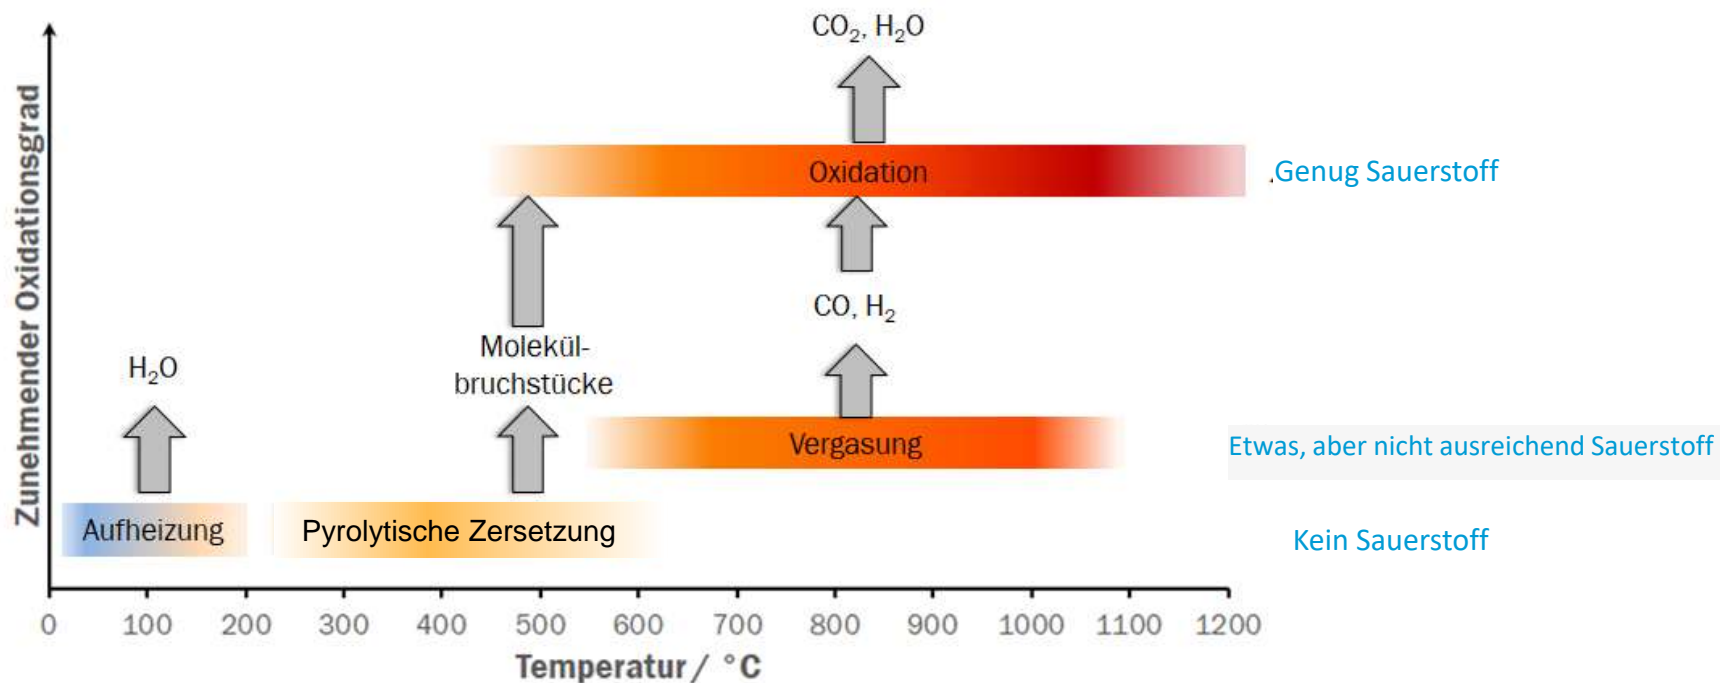 CO₂, H₂O
Oxidation
.Genug Sauerstoff
CO, H₂
Molekül-
bruchstücke
H₂O
Vergasung
Etwas, aber nicht ausreichend Sauerstoff
Aufheizung
Pyrolytische Zersetzung
Kein Sauerstoff
Zunehmender Oxidationsgrad
0 100 200 300 400 500 600 700 800 900 1000 1100 1200
Temperatur / °C